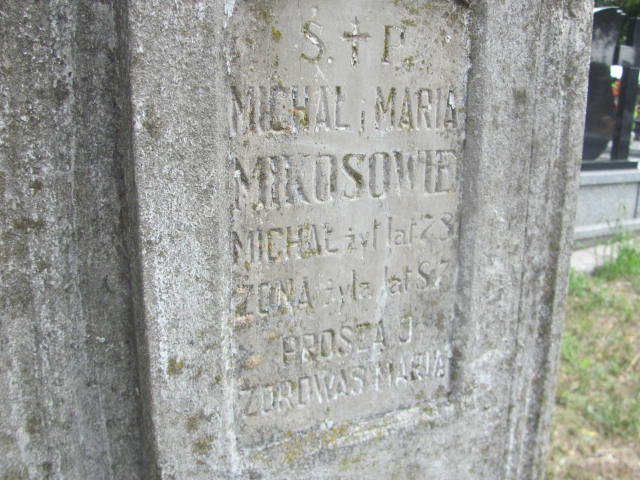 Ś.✝P.
MICHAŁ i MARIA
MIKOSOWIE
MICHAŁ żył lat 78
ŻONA żyła lat 87
PROSZĄ O
ZDROWAŚ MARIA